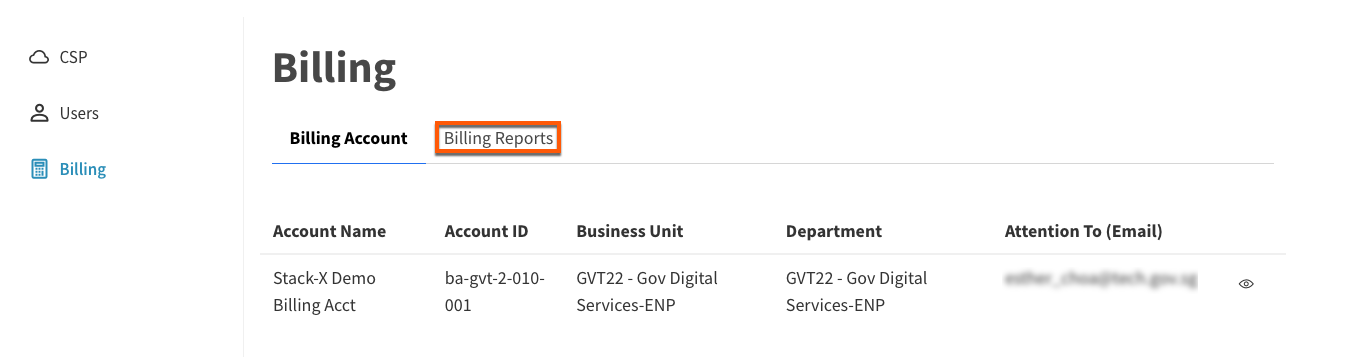 CSP
Users
Billing
Billing
Billing Account Billing Reports
Account Name Account ID Business Unit Department Attention To (Email)
Stack-X Demo ba-gvt-2-010- GVT22 - Gov Digital GVT22 - Gov Digital
Billing Acct 001 Services-ENP Services-ENP